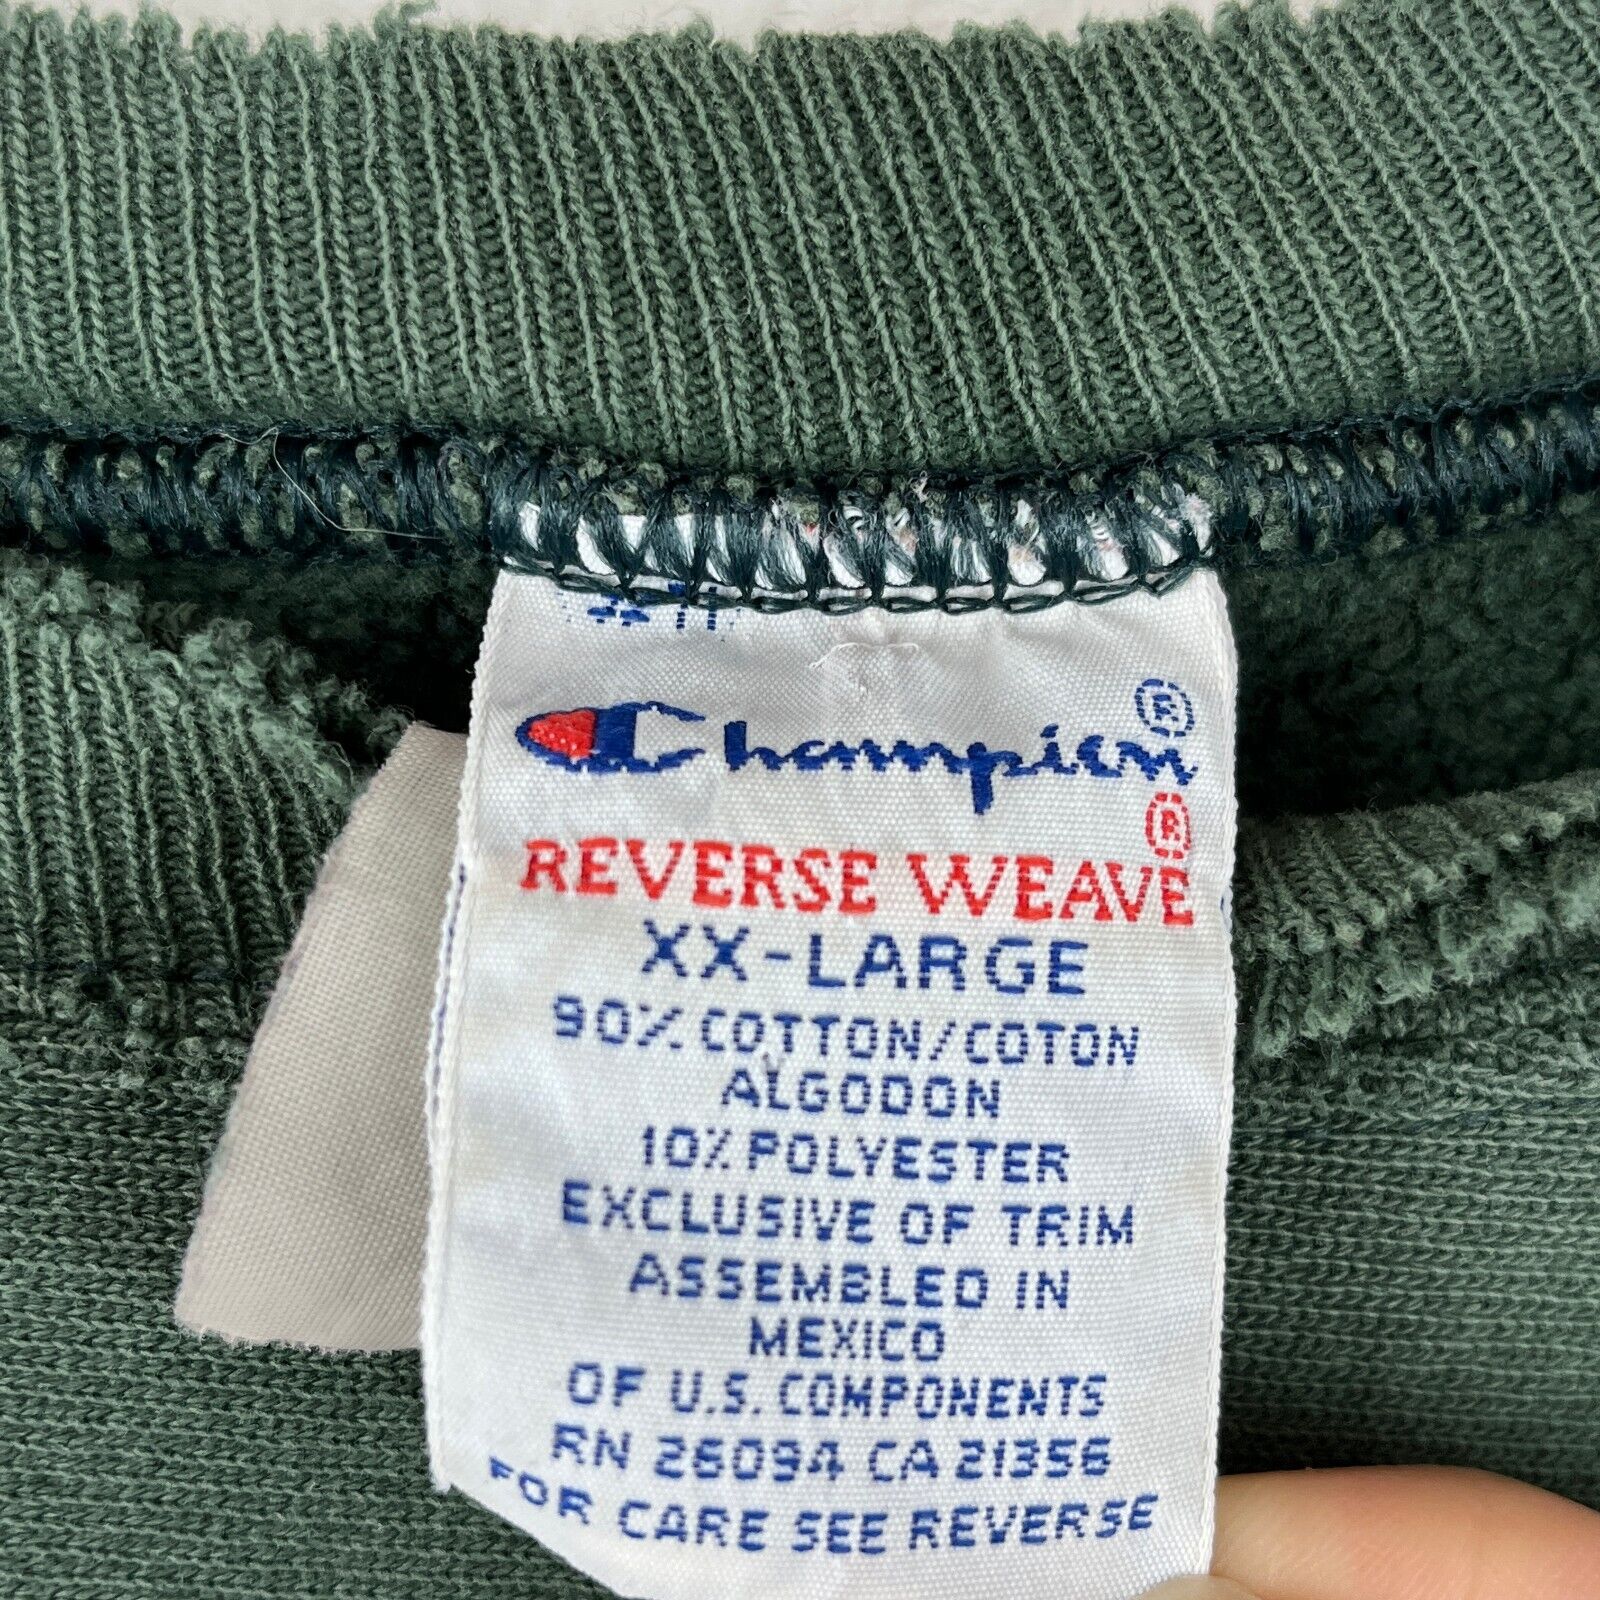 Champion®
REVERSE WEAVE®
XX-LARGE
90% COTTON/COTON
ALGODON
10% POLYESTER
EXCLUSIVE OF TRIM
ASSEMBLED IN
MEXICO
OF U.S. COMPONENTS
RN 26094 CA 21356
FOR CARE SEE REVERSE